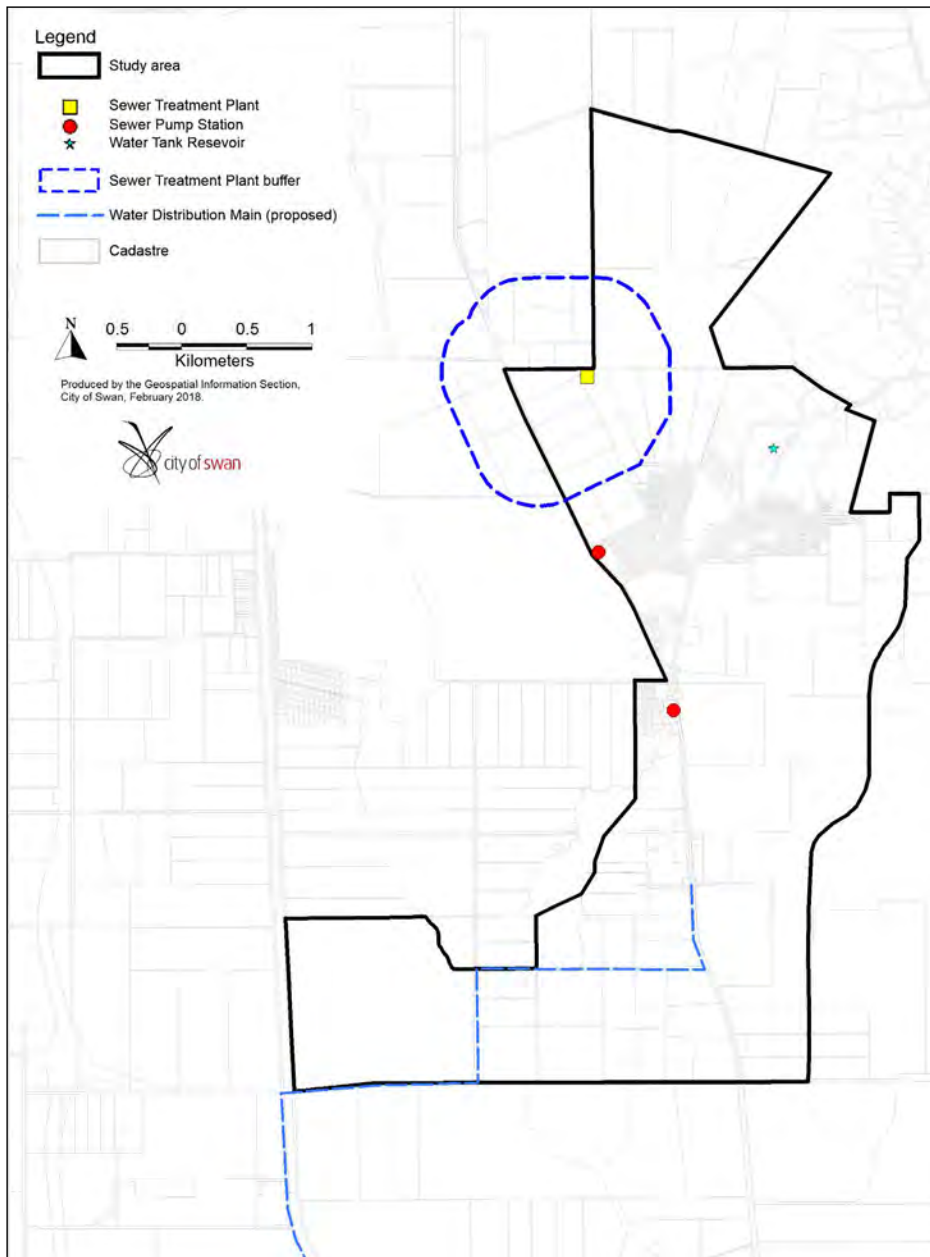 Legend
Study area
Sewer Treatment Plant
Sewer Pump Station
Water Tank Resevoir
Sewer Treatment Plant buffer
Water Distribution Main (proposed)
Cadastre
N
0.5 0 0.5 1
Kilometers
Produced by the Geospatial Information Section,
City of Swan, February 2018.
city of swan